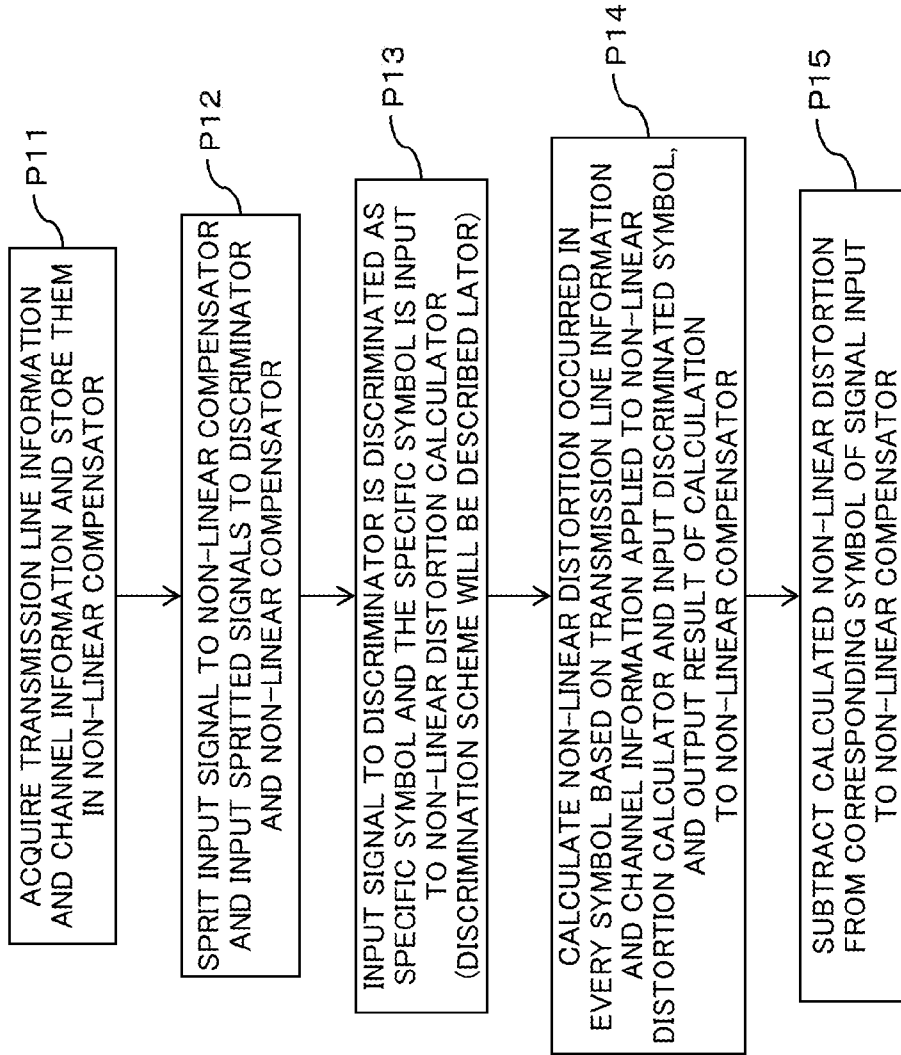 P11
ACQUIRE TRANSMISSION LINE INFORMATION
AND CHANNEL INFORMATION AND STORE THEM
IN NON-LINEAR COMPENSATOR
P12
SPRIT INPUT SIGNAL TO NON-LINEAR COMPENSATOR
AND INPUT SPRITTED SIGNALS TO DISCRIMINATOR
AND NON-LINEAR COMPENSATOR
P13
INPUT SIGNAL TO DISCRIMINATOR IS DISCRIMINATED AS
SPECIFIC SYMBOL AND THE SPECIFIC SYMBOL IS INPUT
TO NON-LINEAR DISTORTION CALCULATOR
(DISCRIMINATION SCHEME WILL BE DESCRIBED LATOR)
P14
CALCULATE NON-LINEAR DISTORTION OCCURRED IN
EVERY SYMBOL BASED ON TRANSMISSION LINE INFORMATION
AND CHANNEL INFORMATION APPLIED TO NON-LINEAR
DISTORTION CALCULATOR AND INPUT DISCRIMINATED SYMBOL,
AND OUTPUT RESULT OF CALCULATION
TO NON-LINEAR COMPENSATOR
P15
SUBTRACT CALCULATED NON-LINEAR DISTORTION
FROM CORRESPONDING SYMBOL OF SIGNAL INPUT
TO NON-LINEAR COMPENSATOR